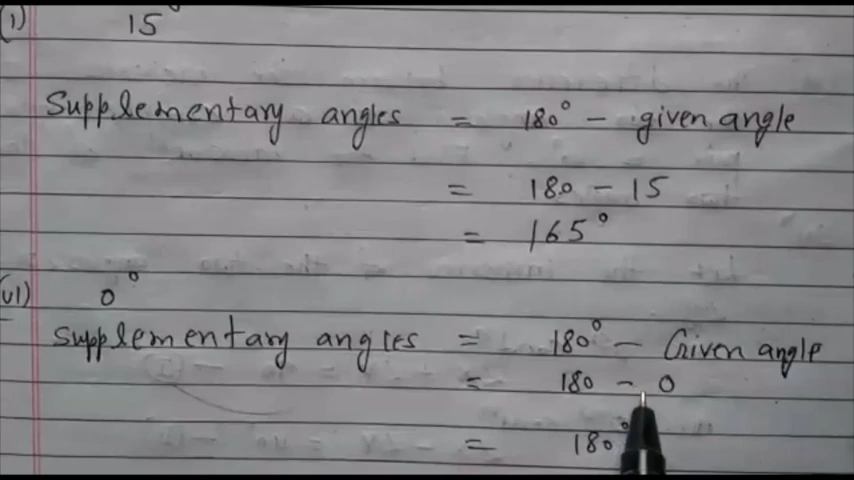 (i) 15°
Supplementary angles = 180° - given angle
= 180 - 15
= 165°
(vi) 0°
Supplementary angles = 180° - Given angle
= 180 - 0
= 180°